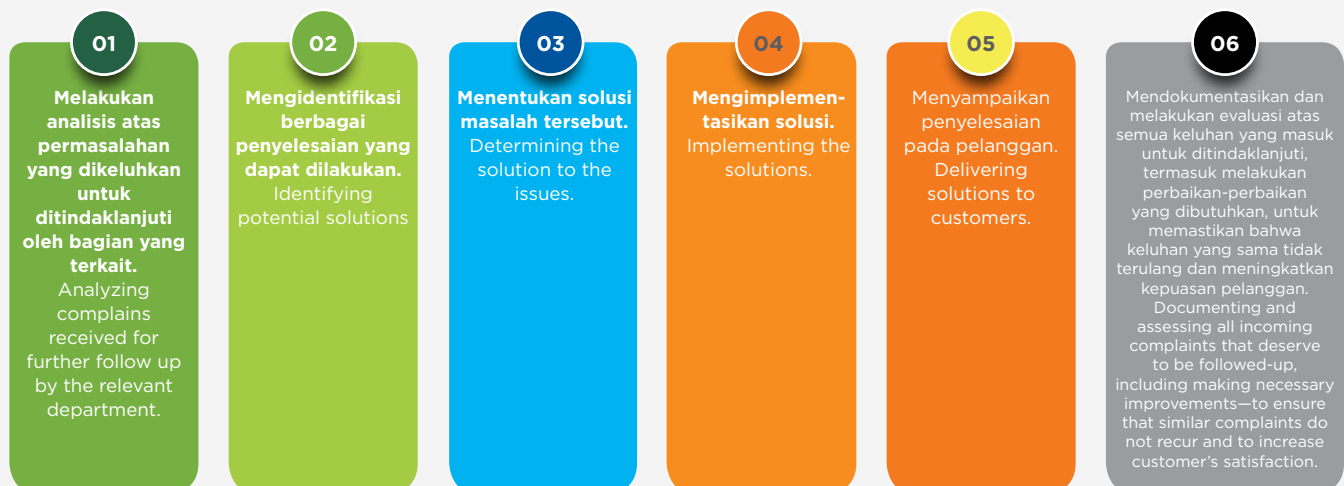 01
Melakukan
analisis atas
permasalahan
yang dikeluhkan
untuk
ditindaklanjuti
oleh bagian yang
terkait.
Analyzing
complains
received for
further follow up
by the relevant
department.
02
Mengidentifikasi
berbagai
penyelesaian yang
dapat dilakukan.
Identifying
potential solutions
03
Menentukan solusi
masalah tersebut.
Determining the
solution to the
issues.
04
Mengimplemen-
tasikan solusi.
Implementing the
solutions.
05
Menyampaikan
penyelesaian
pada pelanggan.
Delivering
solutions to
customers.
06
Mendokumentasikan dan
melakukan evaluasi atas
semua keluhan yang masuk
untuk ditindaklanjuti,
termasuk melakukan
perbaikan-perbaikan
yang dibutuhkan, untuk
memastikan bahwa
keluhan yang sama tidak
terulang dan meningkatkan
kepuasan pelanggan.
Documenting and
assessing all incoming
complaints that deserve
to be followed-up,
including making necessary
improvements—to ensure
that similar complaints do
not recur and to increase
customer’s satisfaction.